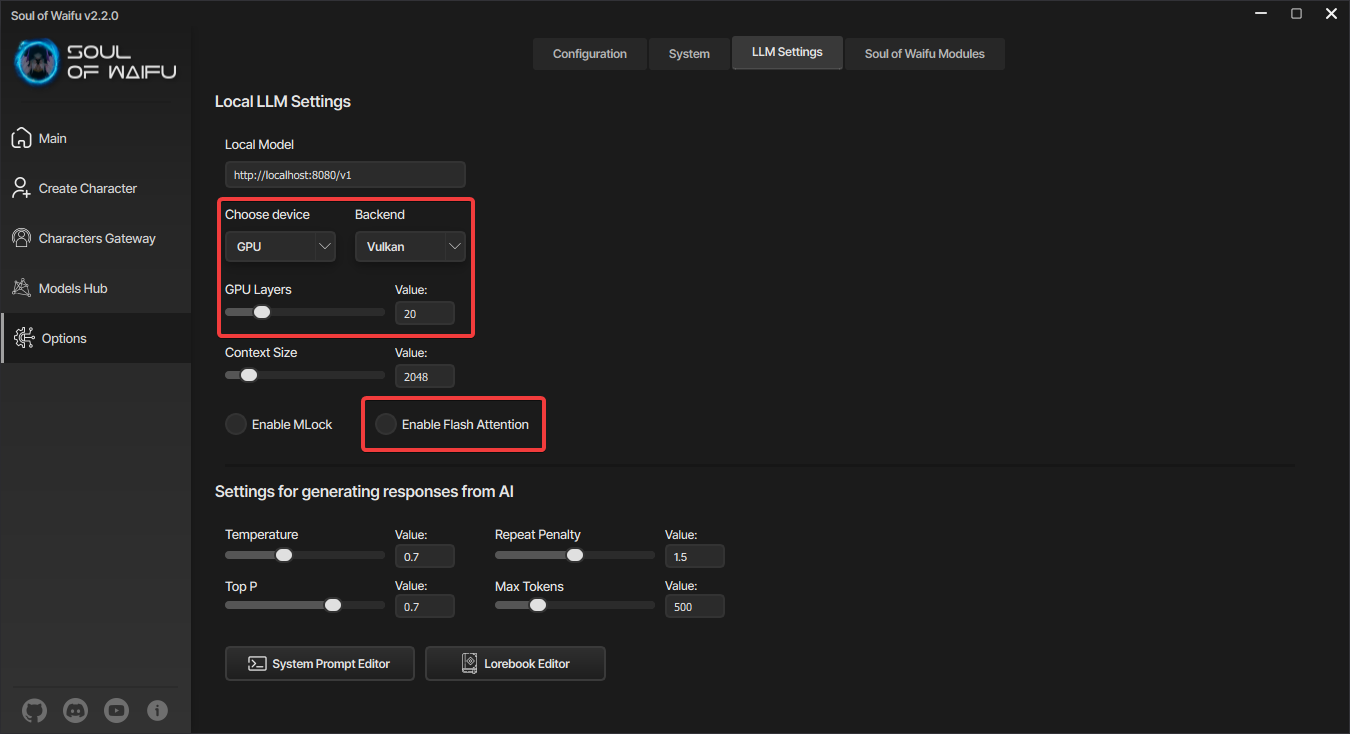 Soul of Waifu v2.2.0
SOUL
OF WAIFU
Main
Create Character
Characters Gateway
Models Hub
Options
Configuration
System
LLM Settings
Soul of Waifu Modules
Local LLM Settings
Local Model
http://localhost:8080/v1
Choose device
Backend
GPU
Vulkan
GPU Layers
Value:
20
Context Size
Value:
2048
Enable MLock
Enable Flash Attention
Settings for generating responses from AI
Temperature
Value:
0.7
Repeat Penalty
Value:
1.5
Top P
Value:
0.7
Max Tokens
Value:
500
System Prompt Editor
Lorebook Editor